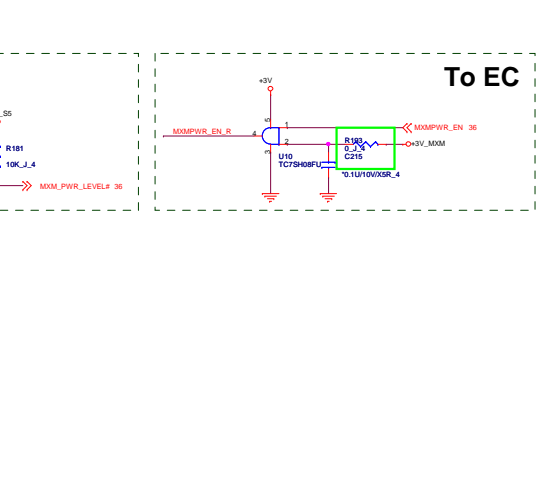 To EC
+3V
_S5
5
1
MXMPWR_EN 36
MXMPWR_EN_R
4
2
R193
+3V_MXM
R181
0_J_4
3
U10
C215
10K_J_4
TC7SH08FU
*0.1U/10V/X5R_4
MXM_PWR_LEVEL# 36